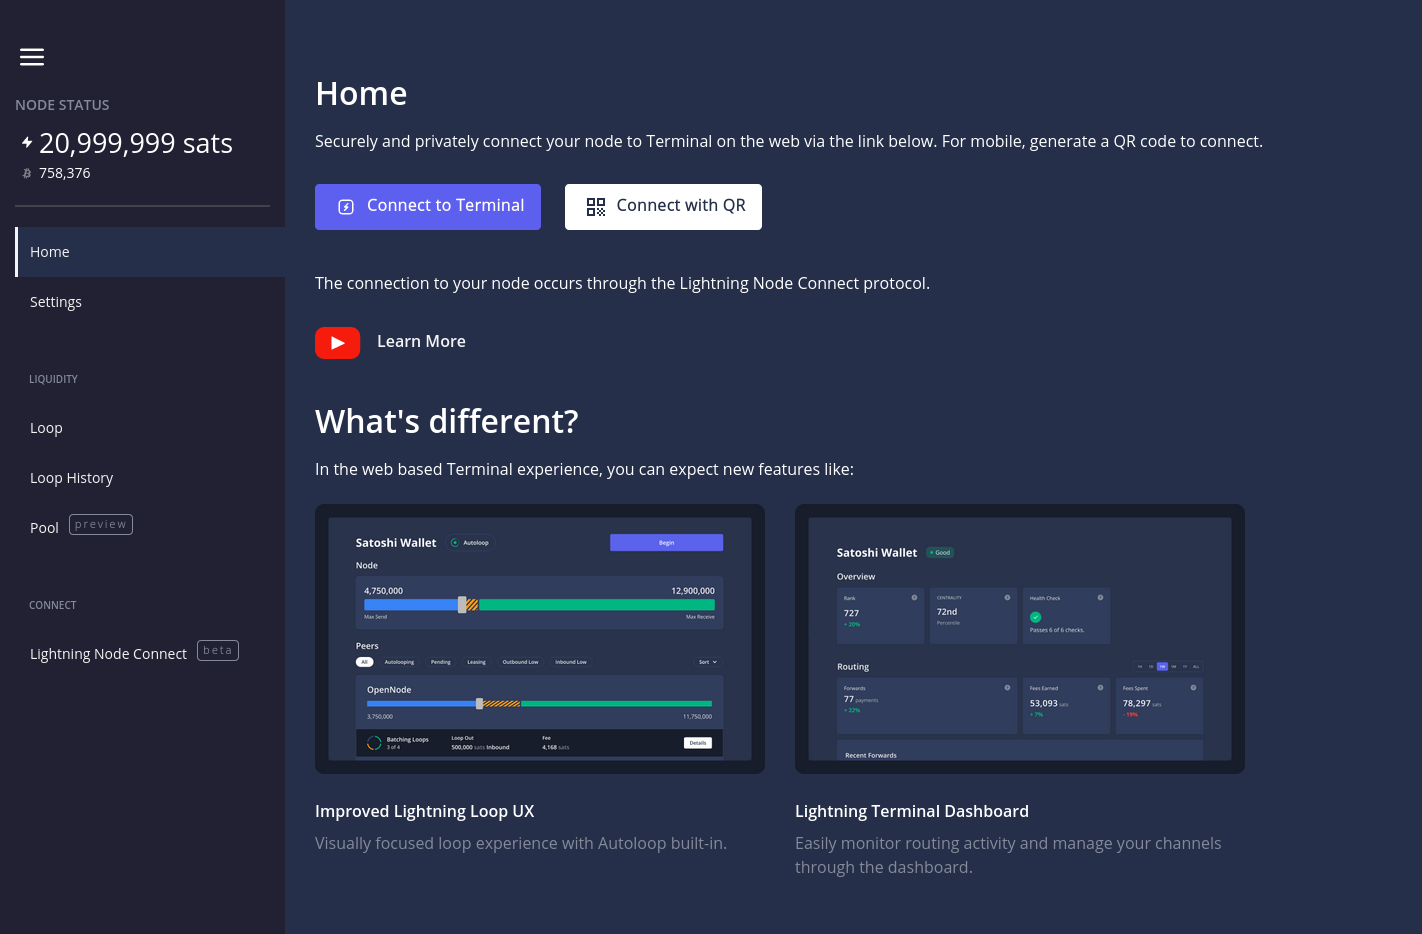 NODE STATUS
20,999,999 sats
758,376
Home
Settings
LIQUIDITY
Loop
Loop History
Pool preview
CONNECT
Lightning Node Connect beta
Home
Securely and privately connect your node to Terminal on the web via the link below. For mobile, generate a QR code to connect.
Connect to Terminal Connect with QR
The connection to your node occurs through the Lightning Node Connect protocol.
Learn More
What's different?
In the web based Terminal experience, you can expect new features like:
Satoshi Wallet Autoloop Begin
Node
4,750,000 12,900,000
Max Send Max Receive
Peers
All Autolooping Pending Leasing Outbound Low Inbound Low Sort
OpenNode
3,750,000 11,750,000
Batching Loops Loop Out Fee
3 of 4 500,000 sats Inbound 4,168 sats Details
Improved Lightning Loop UX
Visually focused loop experience with Autoloop built-in.
Satoshi Wallet Good
Overview
Rank CENTRALITY Health Check
727 72nd
+ 20% Percentile
Passes 6 of 6 checks.
Routing
1W 1Y ALL
Forwards Fees Earned Fees Spent
77 payments 53,093 sats 78,297 sats
+ 22% + 7% - 19%
Recent Forwards
Lightning Terminal Dashboard
Easily monitor routing activity and manage your channels
through the dashboard.